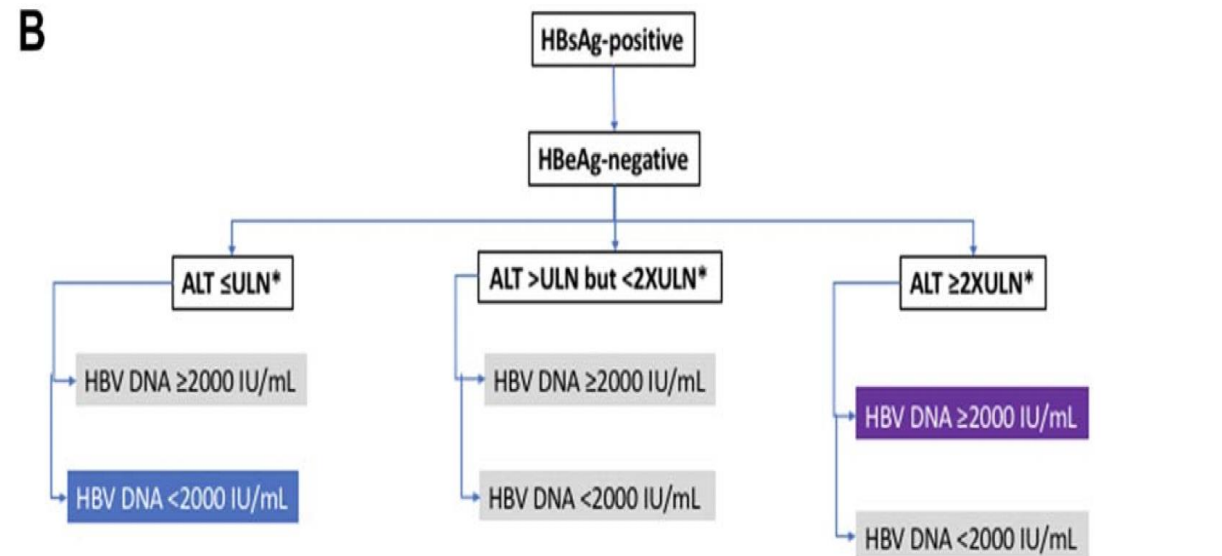 B
HBsAg-positive
HBeAg-negative
ALT ≤ULN*
ALT >ULN but <2XULN*
ALT ≥2XULN*
HBV DNA ≥2000 IU/mL
HBV DNA <2000 IU/mL
HBV DNA ≥2000 IU/mL
HBV DNA <2000 IU/mL
HBV DNA ≥2000 IU/mL
HBV DNA <2000 IU/mL